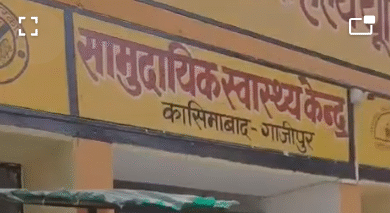 सामुदायिक स्वास्थ्य केन्द्र
कासिमाबाद- गाजीपुर